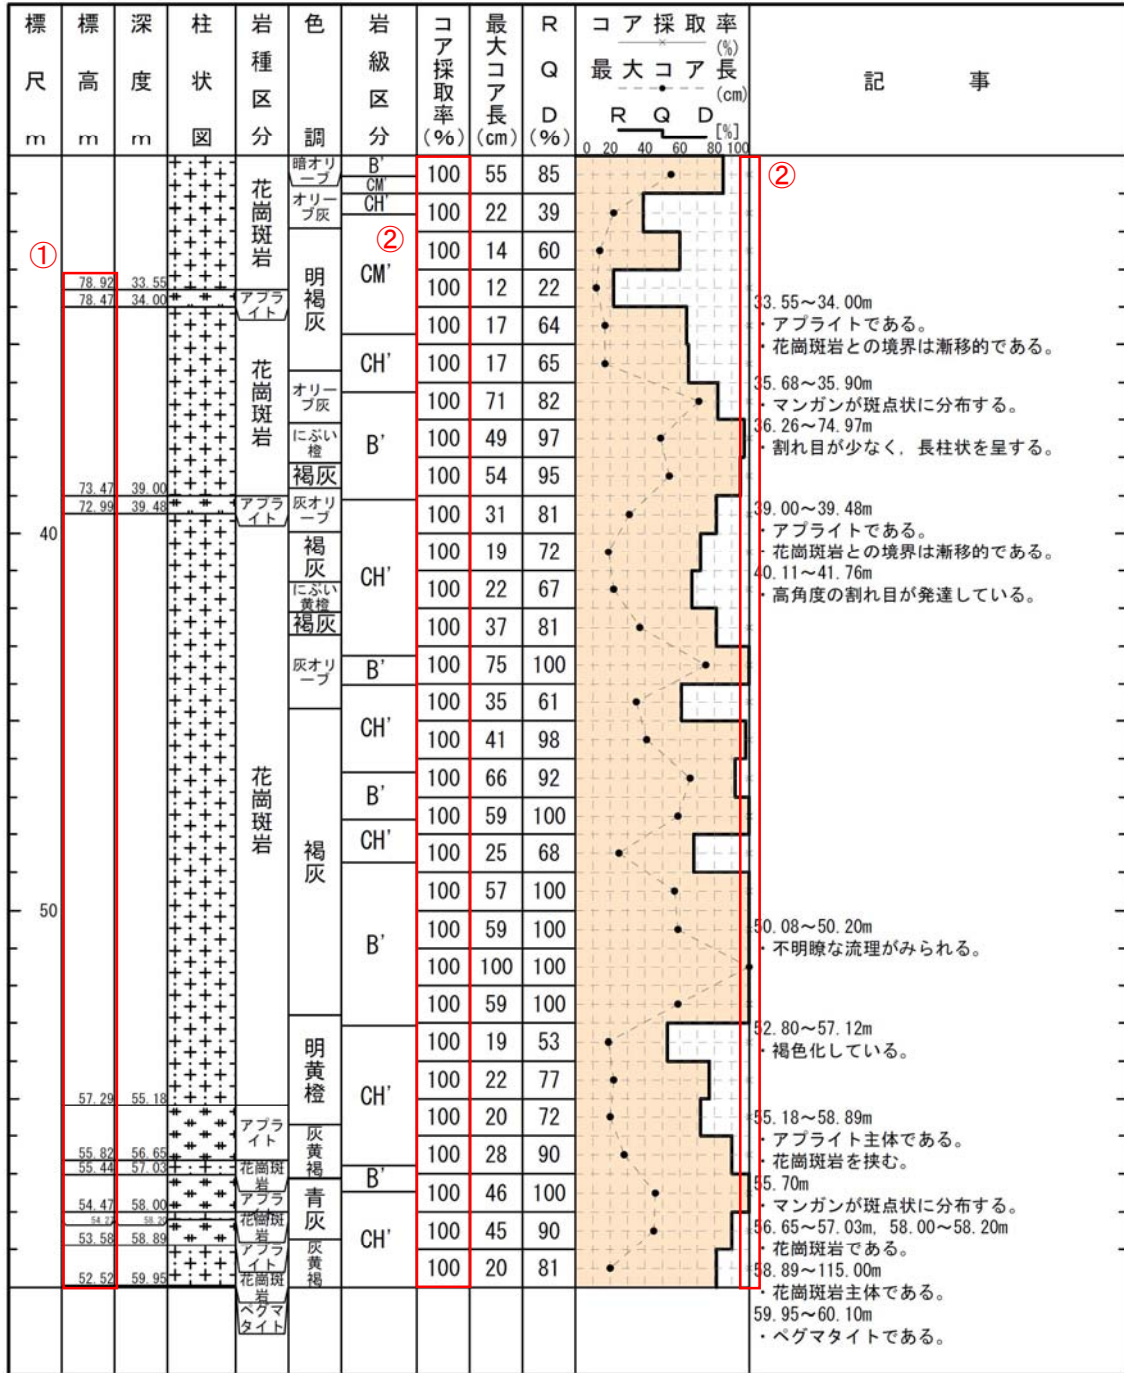 標尺m
標高m
深度m
柱状図
岩種区分
色調
岩級区分
コア採取率(%)
最大コア長(cm)
RQD(%)
コア採取率(%)
最大コア長(cm)
RQD[%]
0 20 40 60 80 100
記事
①
②
②
40
50
78.92 33.55
78.47 34.00
73.47 39.00
72.99 39.48
57.29 55.18
55.82 56.65
55.44 57.03
54.47 58.00
54.27 58.20
53.58 58.89
52.52 59.95
花崗斑岩
アプライト
花崗斑岩
アプライト
花崗斑岩
アプライト
花崗斑岩
アプライト
花崗斑岩
アプライト
花崗斑岩
ペグマタイト
暗オリーブ
オリーブ灰
明褐灰
オリーブ灰
にぶい橙
褐灰
灰オリーブ
褐灰
にぶい黄橙
褐灰
灰オリーブ
褐灰
明黄橙
灰黄褐
青灰
灰黄褐
B'
CM'
CH'
CM'
CH'
B'
CH'
B'
CH'
B'
CH'
B'
CH'
B'
CH'
100 55 85
100 22 39
100 14 60
100 12 22
100 17 64
100 17 65
100 71 82
100 49 97
100 54 95
100 31 81
100 19 72
100 22 67
100 37 81
100 75 100
100 35 61
100 41 98
100 66 92
100 59 100
100 25 68
100 57 100
100 59 100
100 100 100
100 59 100
100 19 53
100 22 77
100 20 72
100 28 90
100 46 100
100 45 90
100 20 81
33.55～34.00m
・アプライトである。
・花崗斑岩との境界は漸移的である。
35.68～35.90m
・マンガンが斑点状に分布する。
36.26～74.97m
・割れ目が少なく，長柱状を呈する。
39.00～39.48m
・アプライトである。
・花崗斑岩との境界は漸移的である。
40.11～41.76m
・高角度の割れ目が発達している。
50.08～50.20m
・不明瞭な流理がみられる。
52.80～57.12m
・褐色化している。
55.18～58.89m
・アプライト主体である。
・花崗斑岩を挟む。
55.70m
・マンガンが斑点状に分布する。
56.65～57.03m, 58.00～58.20m
・花崗斑岩である。
58.89～115.00m
・花崗斑岩主体である。
59.95～60.10m
・ペグマタイトである。